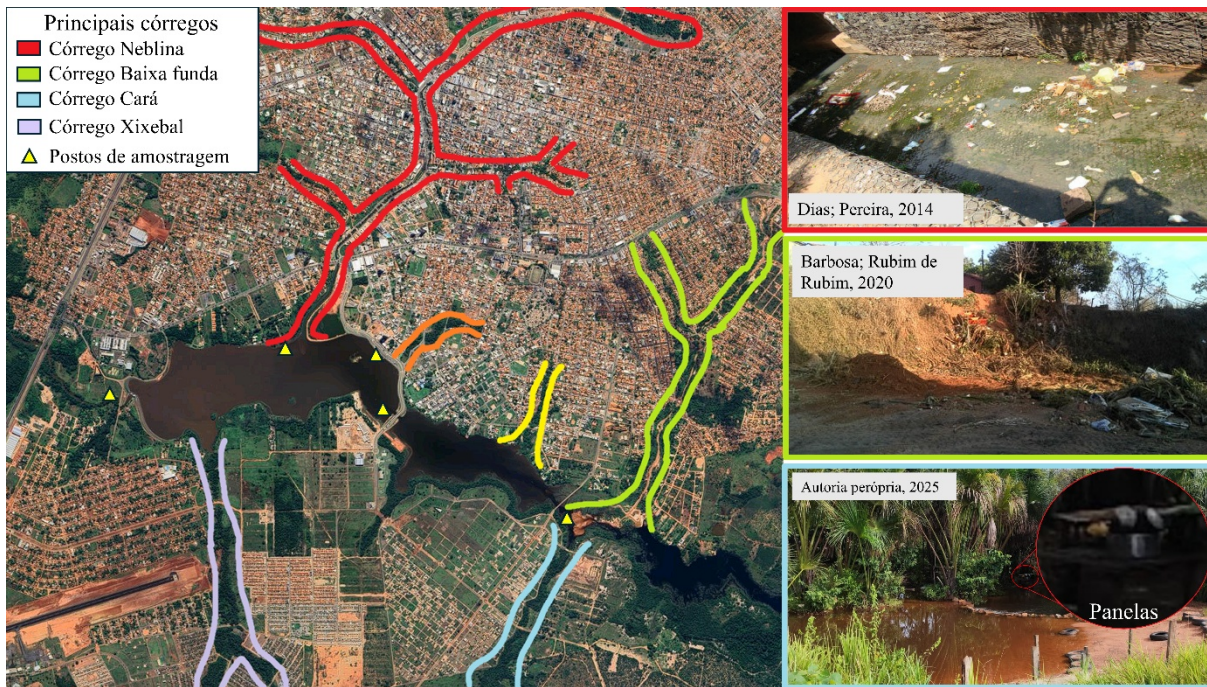 Principais córregos
Córrego Neblina
Córrego Baixa funda
Córrego Cará
Córrego Xixebal
Postos de amostragem
Dias; Pereira, 2014
Barbosa; Rubim de
Rubim, 2020
Autoria perópria, 2025
Panelas